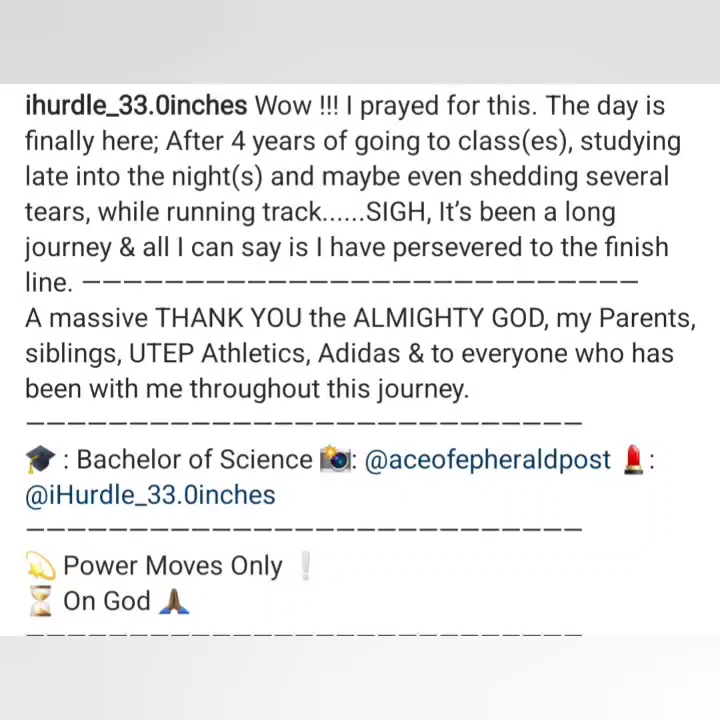 ihurdle_33.0inches Wow !!! I prayed for this. The day is
finally here; After 4 years of going to class(es), studying
late into the night(s) and maybe even shedding several
tears, while running track......SIGH, It's been a long
journey & all I can say is I have persevered to the finish
line. ———————————————————————————
A massive THANK YOU the ALMIGHTY GOD, my Parents,
siblings, UTEP Athletics, Adidas & to everyone who has
been with me throughout this journey.
———————————————————————————
🎓 : Bachelor of Science 📸: @aceofepheraldpost 🚨 :
@iHurdle_33.0inches
———————————————————————————
💫 Power Moves Only ❕
⏳ On God 🙏🏾
———————————————————————————